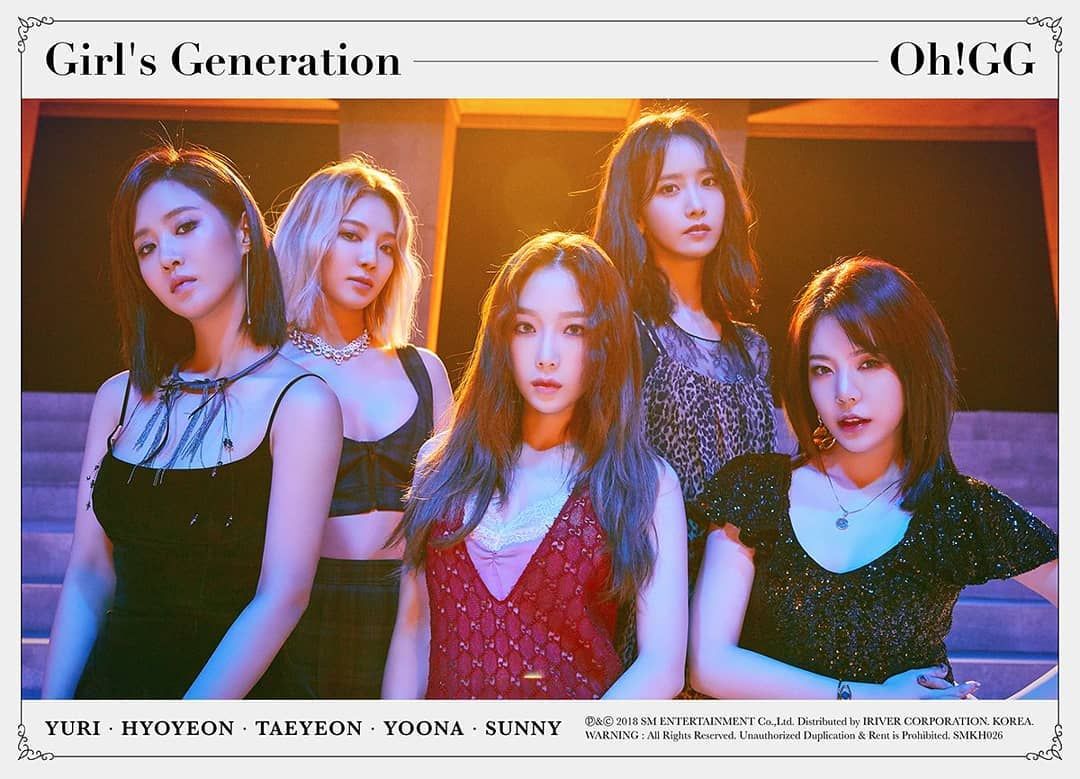 Girl's Generation Oh!GG
YURI · HYOYEON · TAEYEON · YOONA · SUNNY
℗&© 2018 SM ENTERTAINMENT Co.,Ltd. Distributed by IRIVER CORPORATION. KOREA.
WARNING : All Rights Reserved. Unauthorized Duplication & Rent is Prohibited. SMKH026